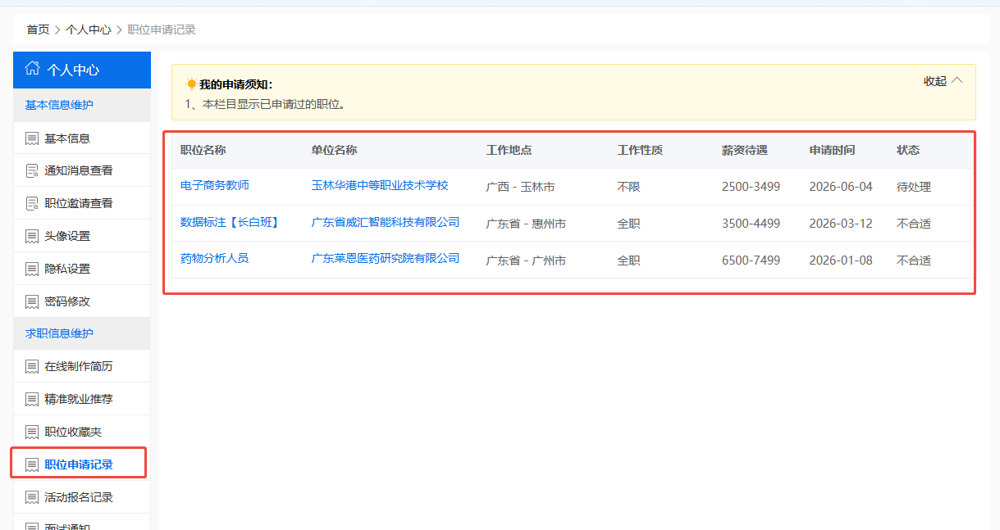 首页 > 个人中心 > 职位申请记录
个人中心
基本信息维护
基本信息
通知消息查看
职位邀请查看
头像设置
隐私设置
密码修改
求职信息维护
在线制作简历
精准就业推荐
职位收藏夹
职位申请记录
活动报名记录
面试通知
我的申请须知：
收起
1、本栏目显示已申请过的职位。
职位名称 单位名称 工作地点 工作性质 薪资待遇 申请时间 状态
电子商务教师 玉林华港中等职业技术学校 广西 - 玉林市 不限 2500-3499 2026-06-04 待处理
数据标注【长白班】 广东省威汇智能科技有限公司 广东省 - 惠州市 全职 3500-4499 2026-03-12 不合适
药物分析人员 广东莱恩医药研究院有限公司 广东省 - 广州市 全职 6500-7499 2026-01-08 不合适